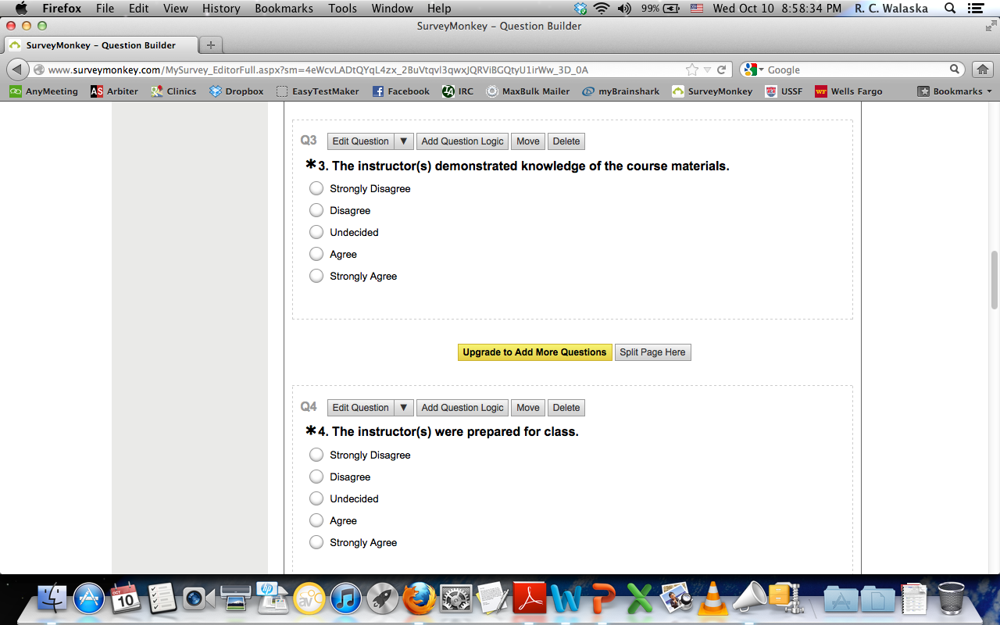 Firefox File Edit View History Bookmarks Tools Window Help 99% Wed Oct 10 8:58:34 PM R. C. Walaska
SurveyMonkey – Question Builder
SurveyMonkey – Question Builder
www.surveymonkey.com/MySurvey_EditorFull.aspx?sm=4eWcvLADtQYqL4zx_2BuVtqvl3qwxJQRViBGQtyU1irWw_3D_0A Google
AnyMeeting AS Arbiter Clinics Dropbox EasyTestMaker Facebook IRC MaxBulk Mailer myBrainshark SurveyMonkey USSF WF Wells Fargo Bookmarks
Q3 Edit Question ▼ Add Question Logic Move Delete
*3. The instructor(s) demonstrated knowledge of the course materials.
Strongly Disagree
Disagree
Undecided
Agree
Strongly Agree
Upgrade to Add More Questions Split Page Here
Q4 Edit Question ▼ Add Question Logic Move Delete
*4. The instructor(s) were prepared for class.
Strongly Disagree
Disagree
Undecided
Agree
Strongly Agree
OCT 10 hp av W P X